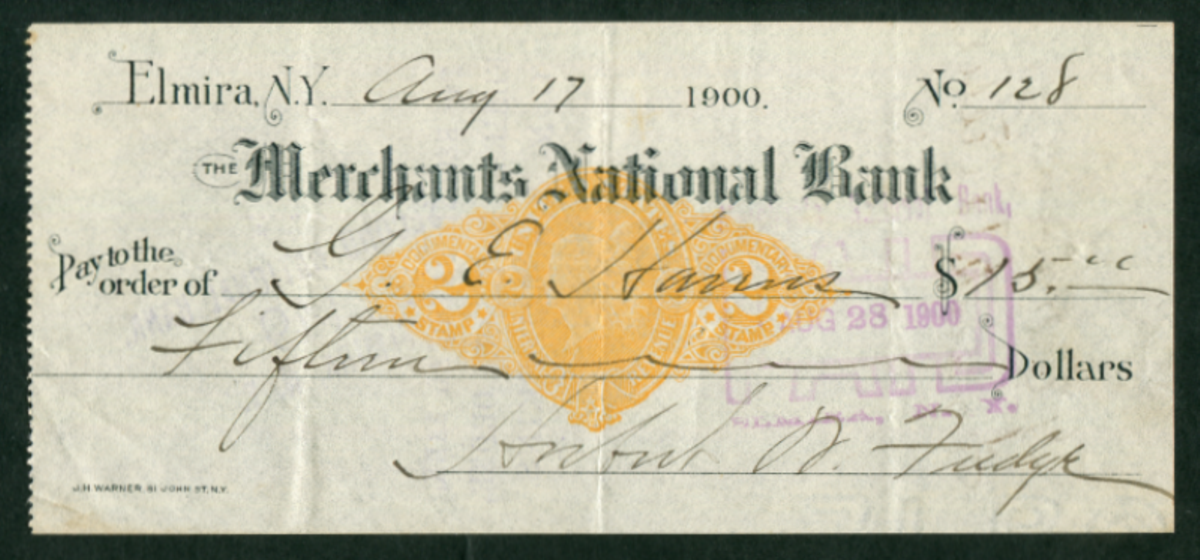 Elmira, N.Y. Aug 17 1900. No. 128
THE Merchants National Bank
Pay to the order of G. E. Harris $15.00
DOCUMENTARY 2 STAMP DOCUMENTARY 2 STAMP
AUG 28 1900
Fifteen Dollars
Herbert W.
J.H. WARNER, 81 JOHN ST. N.Y.